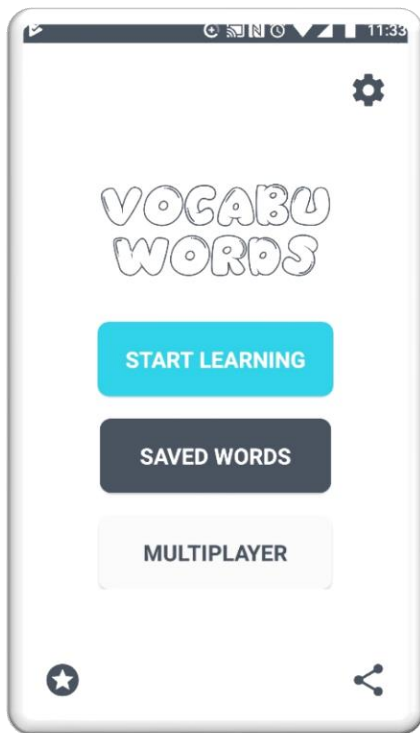 11:33
VOCABU
WORDS
START LEARNING
SAVED WORDS
MULTIPLAYER